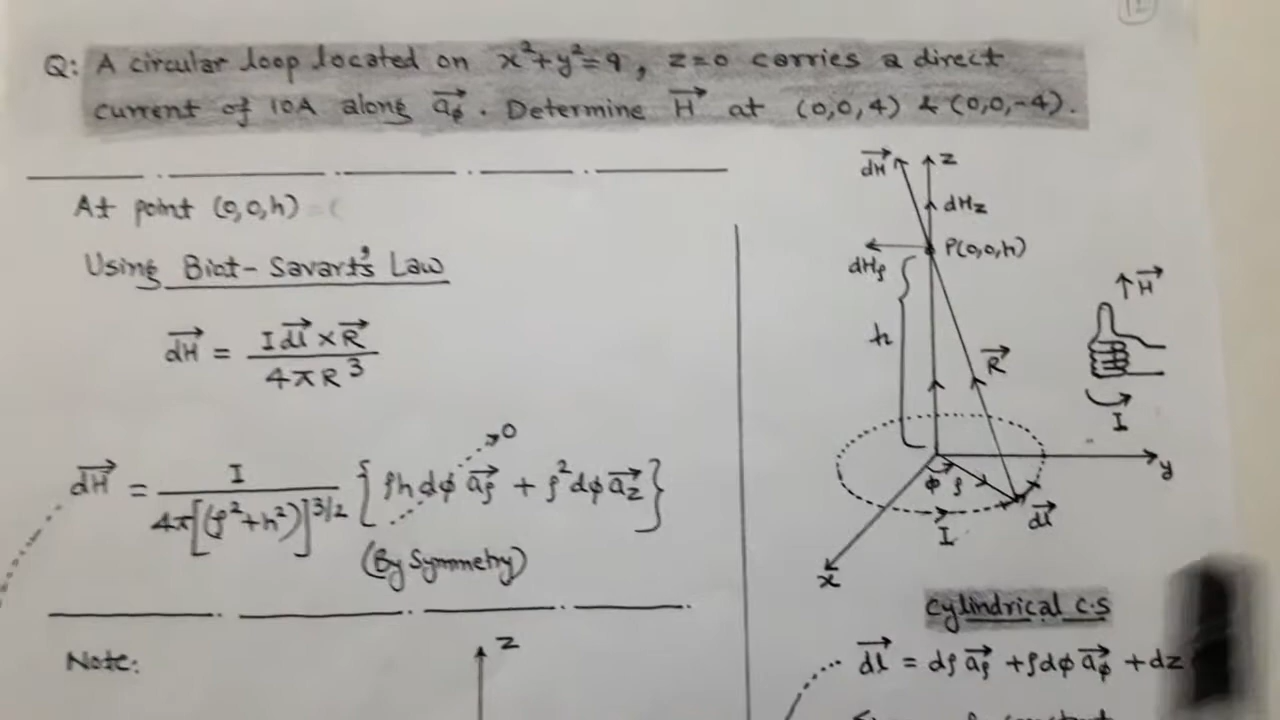 Q: A circular loop located on x²+y²=9, z=0 carries a direct
current of 10A along a⃗ᵩ. Determine H⃗ at (0,0,4) & (0,0,-4).
At point (0,0,h)
Using Biot-Savart's Law
dH⃗ = I dl⃗ × R⃗ / 4πR³
dH⃗ = I / 4π[(ρ²+h²)]^3/2 {ρh dφ a⃗ρ + ρ² dφ a⃗z}
0
(By Symmetry)
Note:
z
dH⃗
z
dHz
dHρ
P(0,0,h)
h
R⃗
H⃗
I
y
φ
ρ
dl⃗
I
x
Cylindrical C.S
dl⃗ = dρ a⃗ρ + ρdφ a⃗ᵩ + dz